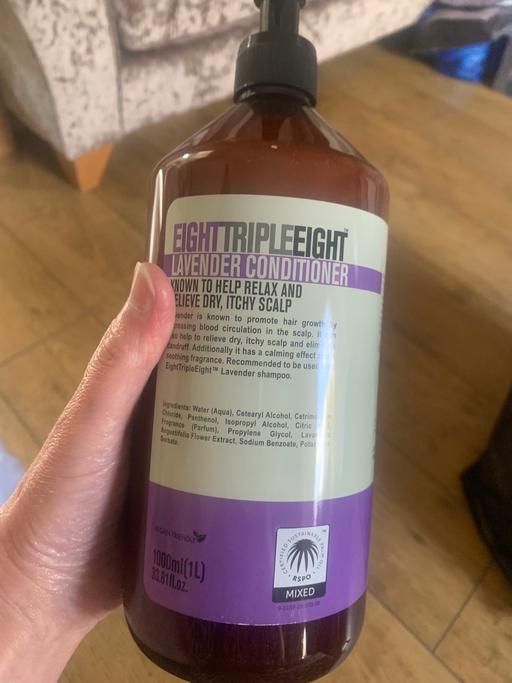 EIGHTTRIPLEEIGHT™
LAVENDER CONDITIONER
KNOWN TO HELP RELAX AND
RELIEVE DRY, ITCHY SCALP
is known to promote hair growth by
blood circulation in the scalp. It
help to relieve dry, itchy scalp and
Additionally it has a calming effect
soothing fragrance. Recommended to be used
EightTripleEight™ Lavender shampoo.
Ingredients: Water (Aqua), Cetearyl Alcohol,
Chloride, Panthenol, Isopropyl Alcohol, Citric
Fragrance (Parfum), Propylene Glycol,
Angustifolia Flower Extract, Sodium Benzoate,
Sorbate.
VEGAN FRIENDLY
1000ml(1L)
33.81fl.oz.
CERTIFIED SUSTAINABLE PALM OIL
RSPO
™
MIXED